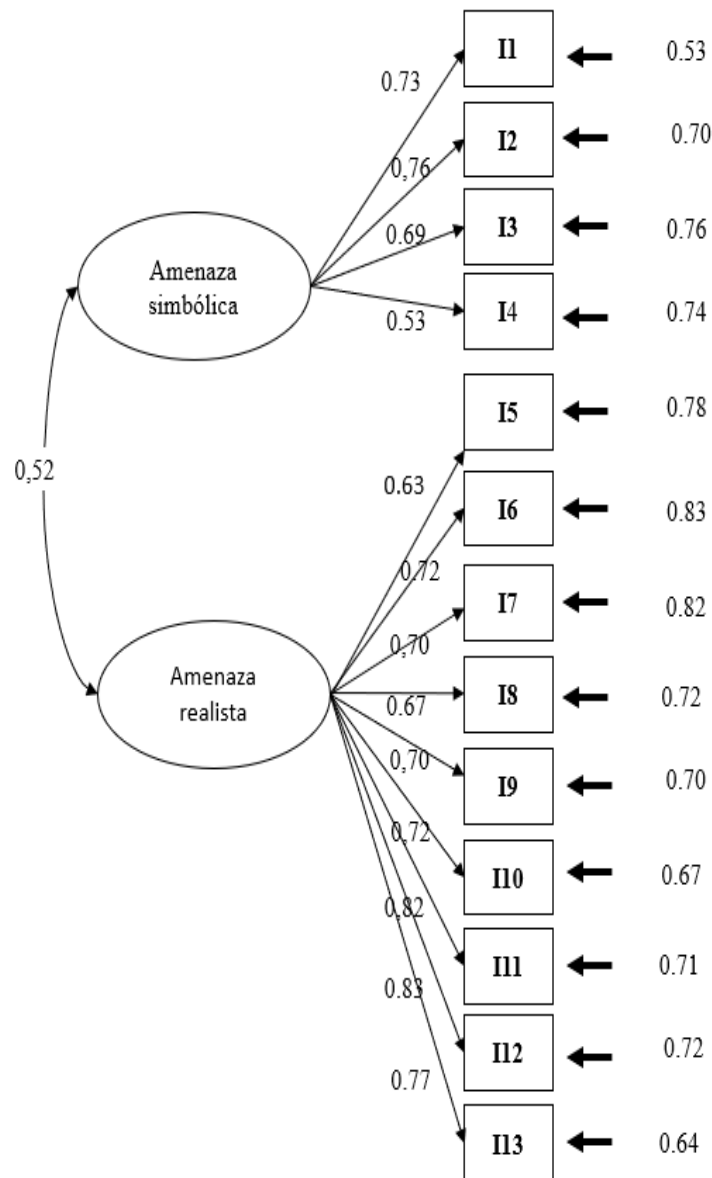 I1
0.53
0.73
I2
0.70
0,76
I3
0.76
0.69
Amenaza
simbólica
I4
0.74
0.53
I5
0.78
0,52
0.63
I6
0.83
0.72
I7
0.82
0,70
Amenaza
realista
I8
0.72
0.67
0,70
I9
0.70
0,72
I10
0.67
0,82
I11
0.71
0.83
I12
0.72
0.77
I13
0.64